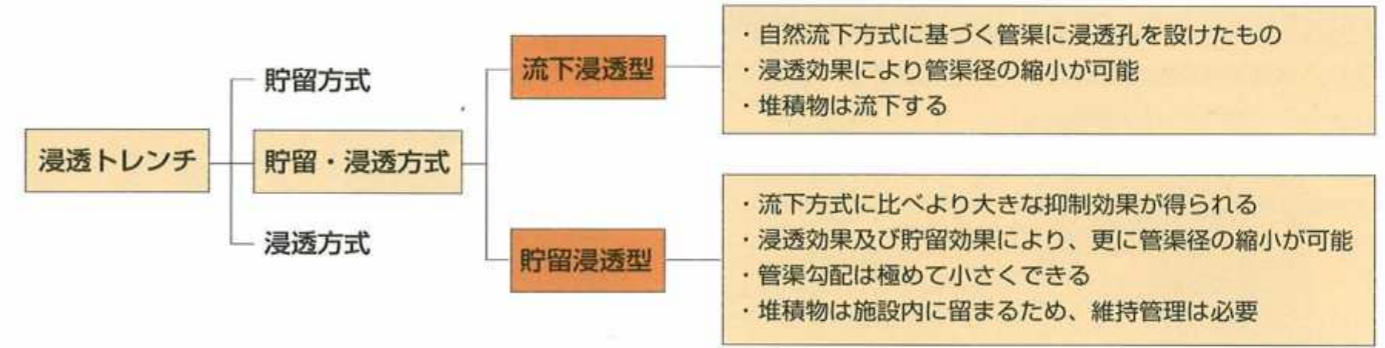 浸透トレンチ
貯留方式
貯留・浸透方式
浸透方式
流下浸透型
・自然流下方式に基づく管渠に浸透孔を設けたもの
・浸透効果により管渠径の縮小が可能
・堆積物は流下する
貯留浸透型
・流下方式に比べより大きな抑制効果が得られる
・浸透効果及び貯留効果により、更に管渠径の縮小が可能
・管渠勾配は極めて小さくできる
・堆積物は施設内に留まるため、維持管理は必要